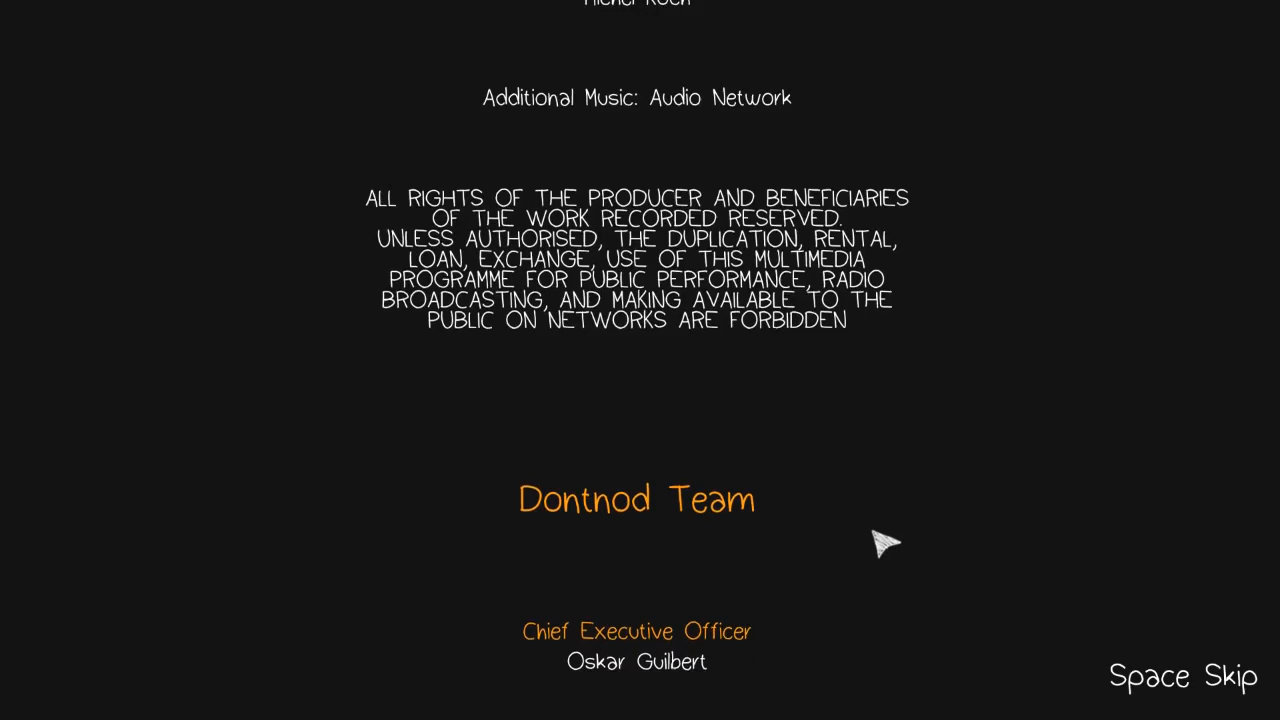 Additional Music: Audio Network
ALL RIGHTS OF THE PRODUCER AND BENEFICIARIES
OF THE WORK RECORDED RESERVED.
UNLESS AUTHORISED, THE DUPLICATION, RENTAL,
LOAN, EXCHANGE, USE OF THIS MULTIMEDIA
PROGRAMME FOR PUBLIC PERFORMANCE, RADIO
BROADCASTING, AND MAKING AVAILABLE TO THE
PUBLIC ON NETWORKS ARE FORBIDDEN
Dontnod Team
Chief Executive Officer
Oskar Guilbert
Space Skip